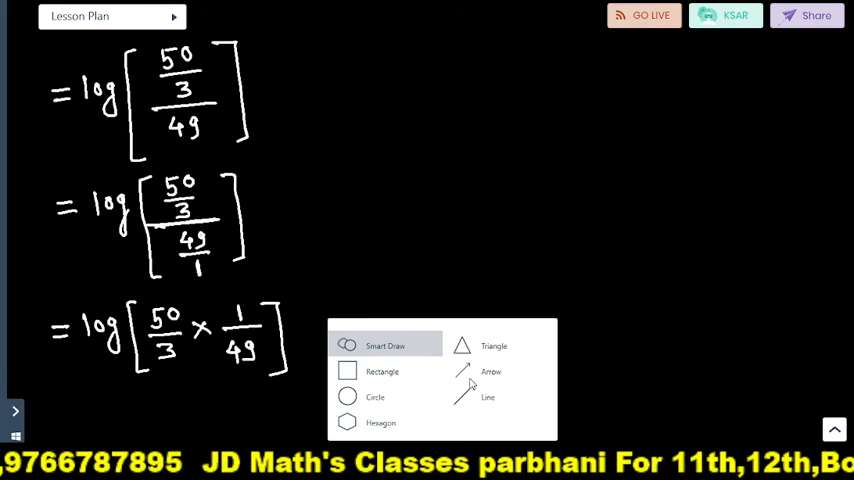 Lesson Plan
GO LIVE
KSAR
Share
= log [ (50/3) / 49 ]
= log [ (50/3) / (49/1) ]
= log [ 50/3 × 1/49 ]
Smart Draw
Triangle
Rectangle
Arrow
Circle
Line
Hexagon
,9766787895 JD Math's Classes parbhani For 11th,12th,Bo